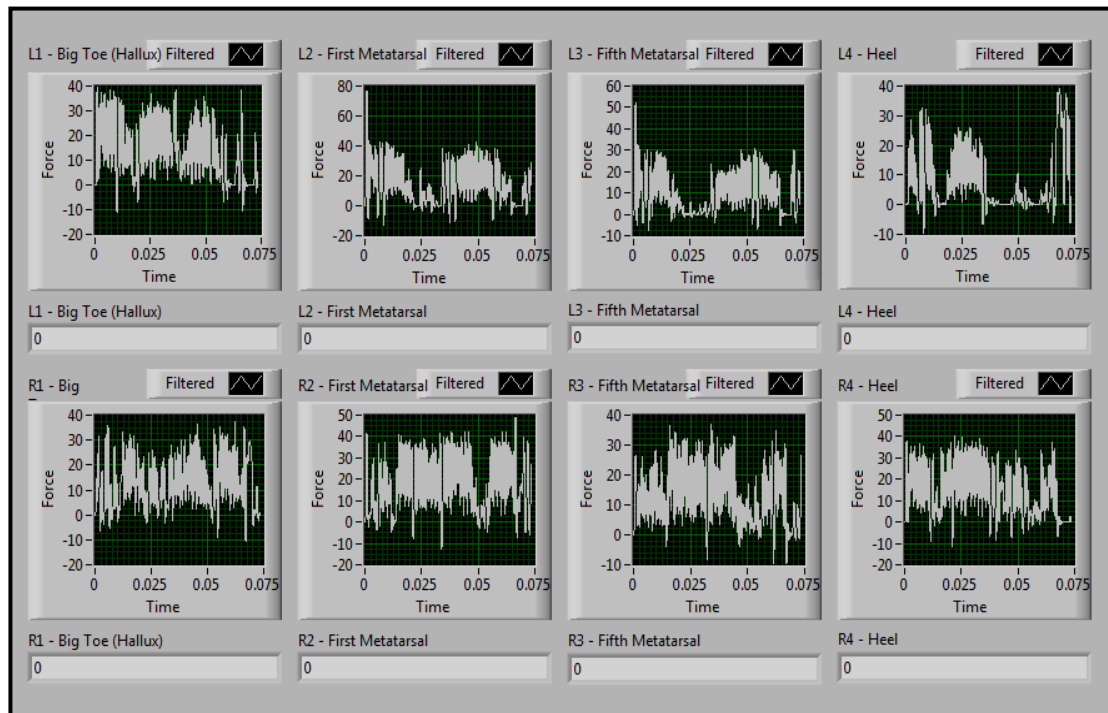 L1 - Big Toe (Hallux) Filtered L2 - First Metatarsal Filtered L3 - Fifth Metatarsal Filtered L4 - Heel Filtered
40 80 60 40
30 60 50 30
20 40 40 20
10 20 30 10
0 0 20 0
-10 -20 10 -10
-20 0
-10
Force Force Force Force
0 0.025 0.05 0.075 0 0.025 0.05 0.075 0 0.025 0.05 0.075 0 0.025 0.05 0.075
Time Time Time Time
L1 - Big Toe (Hallux) L2 - First Metatarsal L3 - Fifth Metatarsal L4 - Heel
0 0 0 0
R1 - Big Filtered R2 - First Metatarsal Filtered R3 - Fifth Metatarsal Filtered R4 - Heel Filtered
40 50 40 50
30 40 30 40
20 30 20 30
10 20 10 20
0 10 0 10
-10 0 -10 0
-20 -10 -10
-20 -20
Force Force Force Force
0 0.025 0.05 0.075 0 0.025 0.05 0.075 0 0.025 0.05 0.075 0 0.025 0.05 0.075
Time Time Time Time
R1 - Big Toe (Hallux) R2 - First Metatarsal R3 - Fifth Metatarsal R4 - Heel
0 0 0 0